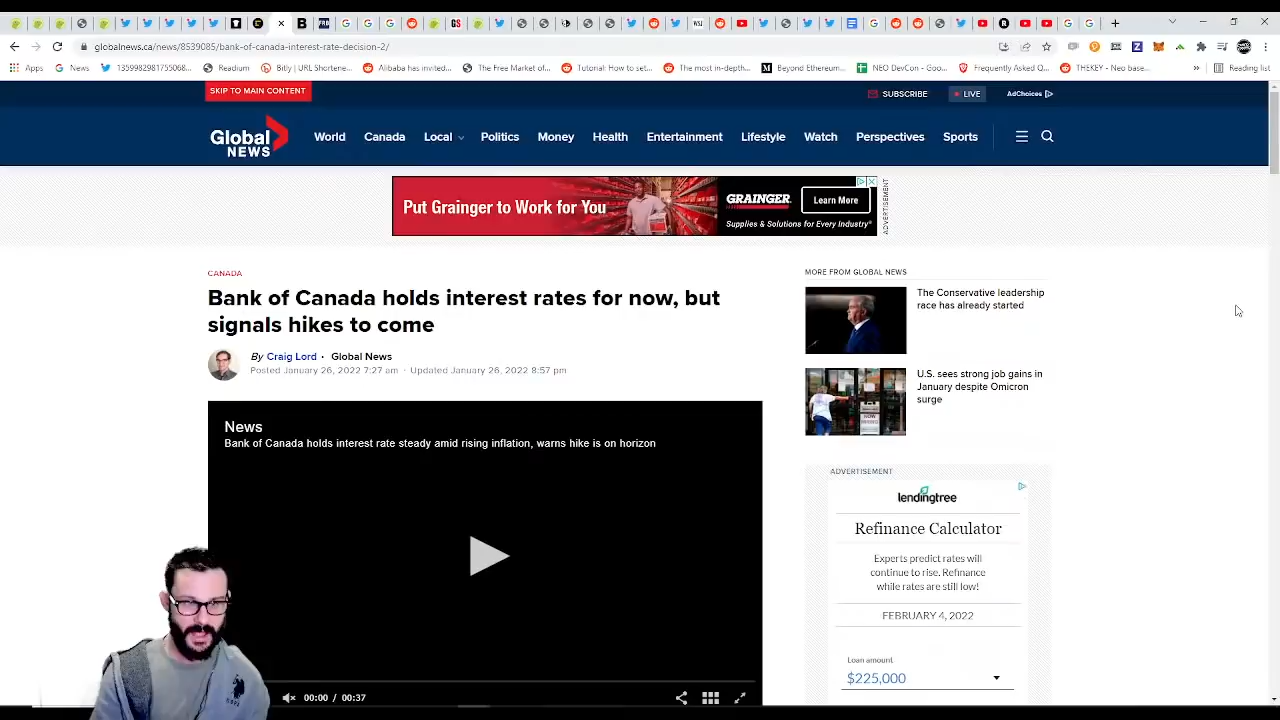 globalnews.ca/news/8539085/bank-of-canada-interest-rate-decision-2/
Apps
News
1359982981755068...
Readium
Bitly | URL Shortene...
Alibaba has invited...
The Free Market of...
Tutorial: How to set...
The most in-depth...
Beyond Ethereum...
NEO DevCon - Goo...
Frequently Asked Q...
THEKEY - Neo base...
»
Reading list
SKIP TO MAIN CONTENT
SUBSCRIBE
LIVE
AdChoices
Global NEWS
World
Canada
Local
Politics
Money
Health
Entertainment
Lifestyle
Watch
Perspectives
Sports
Put Grainger to Work for You
GRAINGER
Learn More
Supplies & Solutions for Every Industry®
ADVERTISEMENT
CANADA
Bank of Canada holds interest rates for now, but
signals hikes to come
By Craig Lord · Global News
Posted January 26, 2022 7:27 am · Updated January 26, 2022 8:57 pm
News
Bank of Canada holds interest rate steady amid rising inflation, warns hike is on horizon
00:00 / 00:37
MORE FROM GLOBAL NEWS
The Conservative leadership
race has already started
U.S. sees strong job gains in
January despite Omicron
surge
ADVERTISEMENT
lendingtree
Refinance Calculator
Experts predict rates will
continue to rise. Refinance
while rates are still low!
FEBRUARY 4, 2022
Loan amount
$225,000